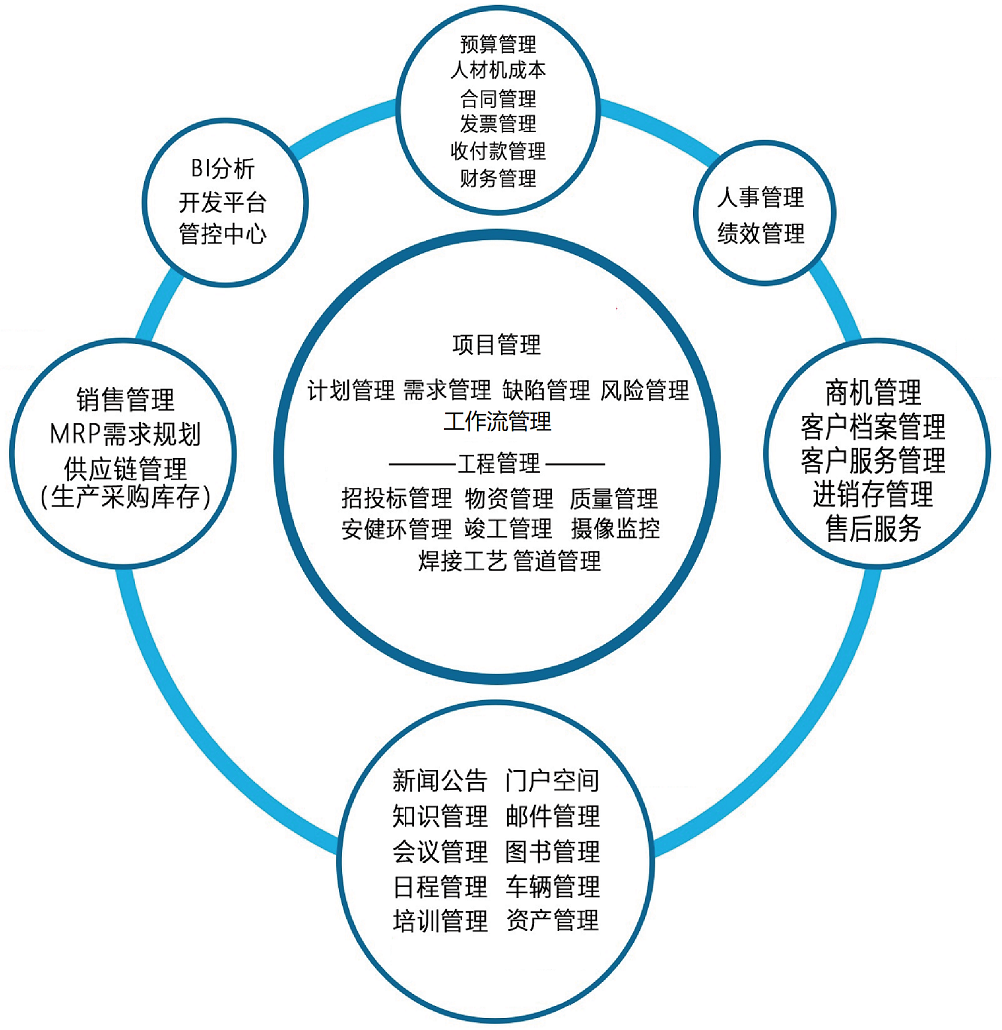 预算管理
人材机成本
合同管理
发票管理
收付款管理
财务管理
BI分析
开发平台
管控中心
人事管理
绩效管理
项目管理
计划管理 需求管理 缺陷管理 风险管理
工作流管理
工程管理
招投标管理 物资管理 质量管理
安健环管理 竣工管理 摄像监控
焊接工艺 管道管理
销售管理
MRP需求规划
供应链管理
(生产采购库存)
商机管理
客户档案管理
客户服务管理
进销存管理
售后服务
新闻公告 门户空间
知识管理 邮件管理
会议管理 图书管理
日程管理 车辆管理
培训管理 资产管理